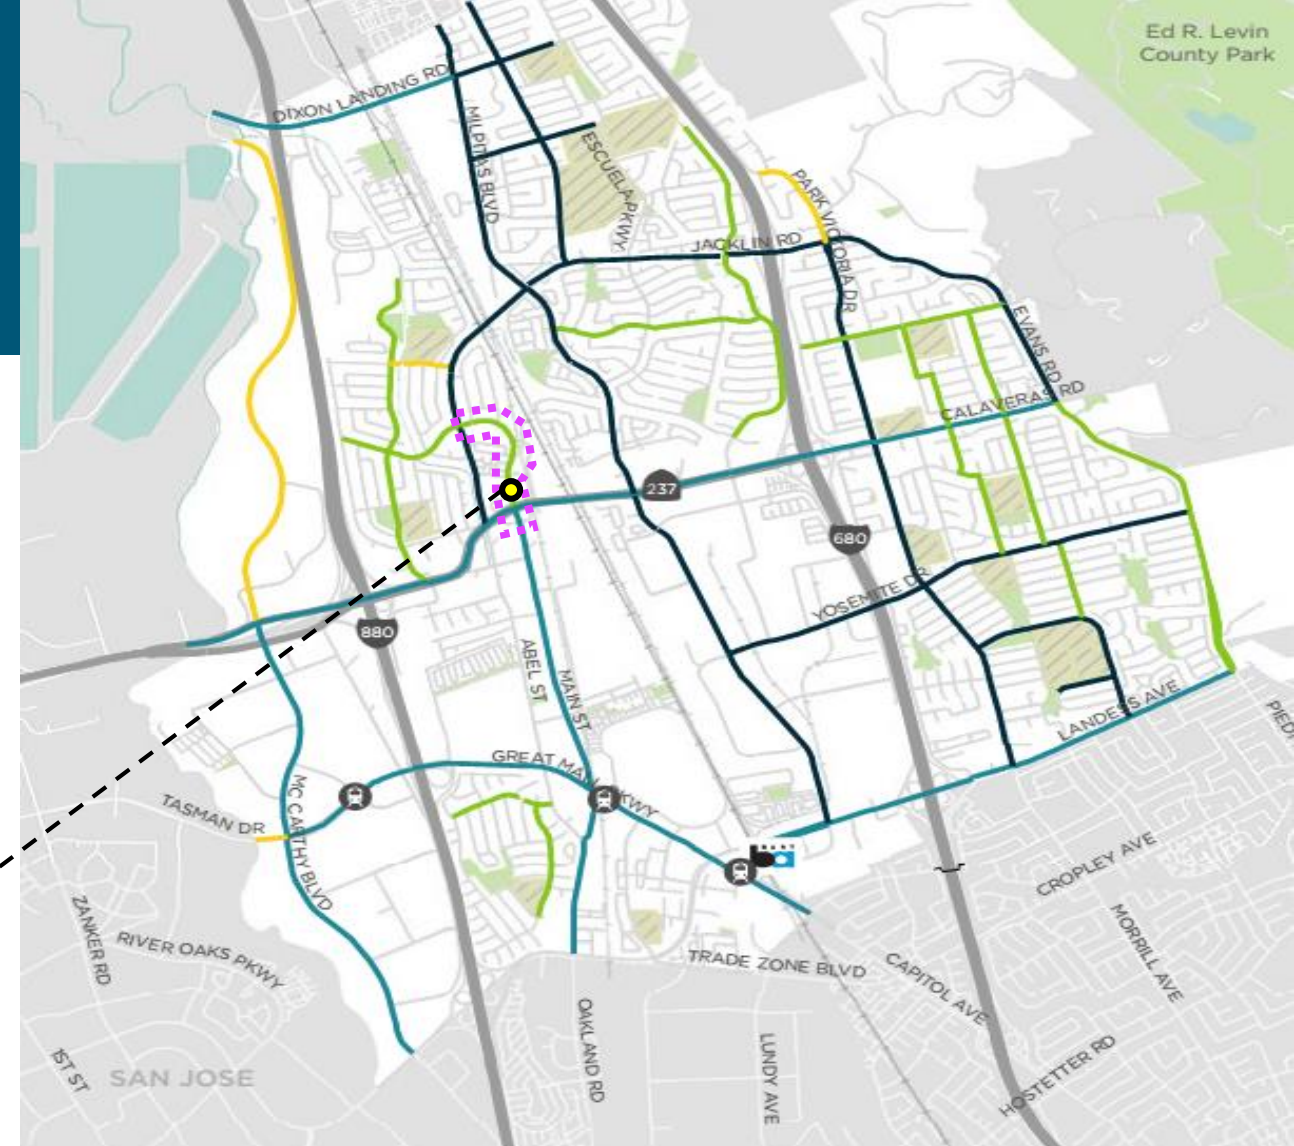 Ed R. Levin
County Park
DIXON LANDING RD
MILPITAS BLVD
ESCUELA PKWY
PARK VICTORIA DR
JACKLIN RD
EVANS RD
CALAVERAS RD
237
680
YOSEMITE DR
880
ABEL ST
MAIN ST
LANDESS AVE
GREAT MALL PKWY
TASMAN DR
MC CARTHY BLVD
CROPLEY AVE
MORRILL AVE
ZANKER RD
RIVER OAKS PKWY
TRADE ZONE BLVD
CAPITOL AVE
OAKLAND RD
LUNDY AVE
HOSTETTER RD
1ST ST
SAN JOSE